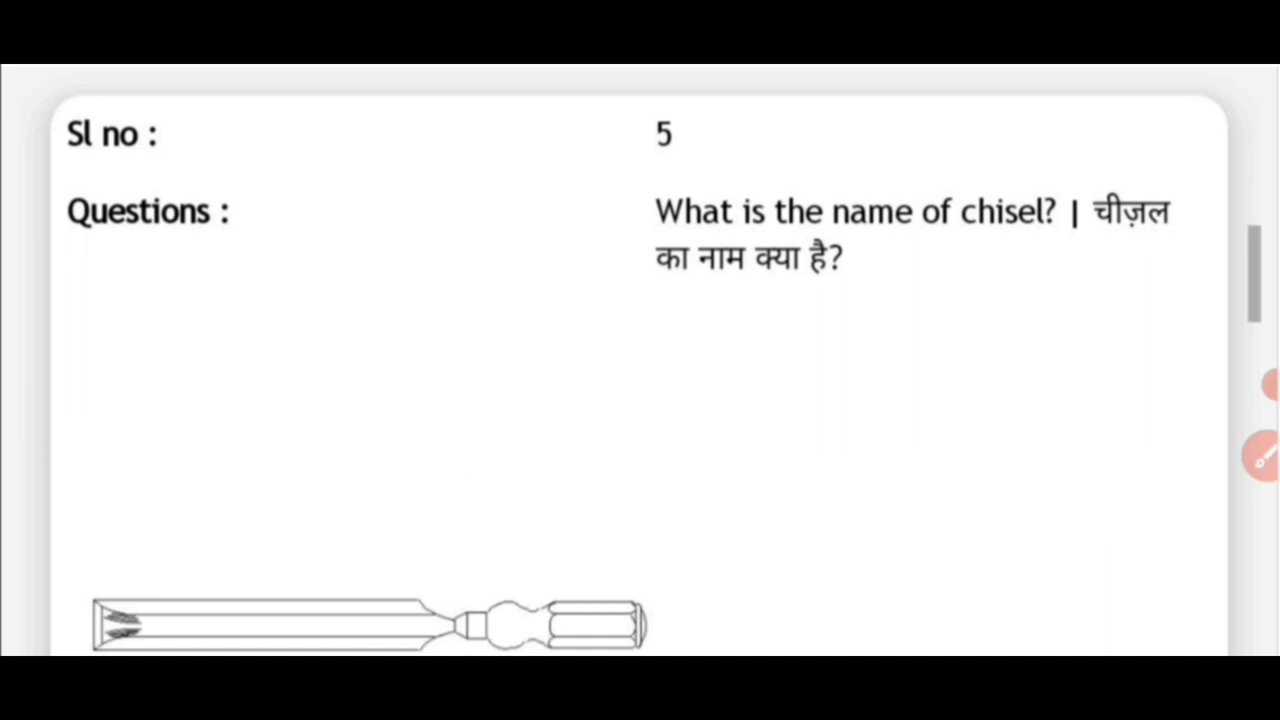 Sl no : 5
Questions : What is the name of chisel? | चीज़ल
का नाम क्या है?